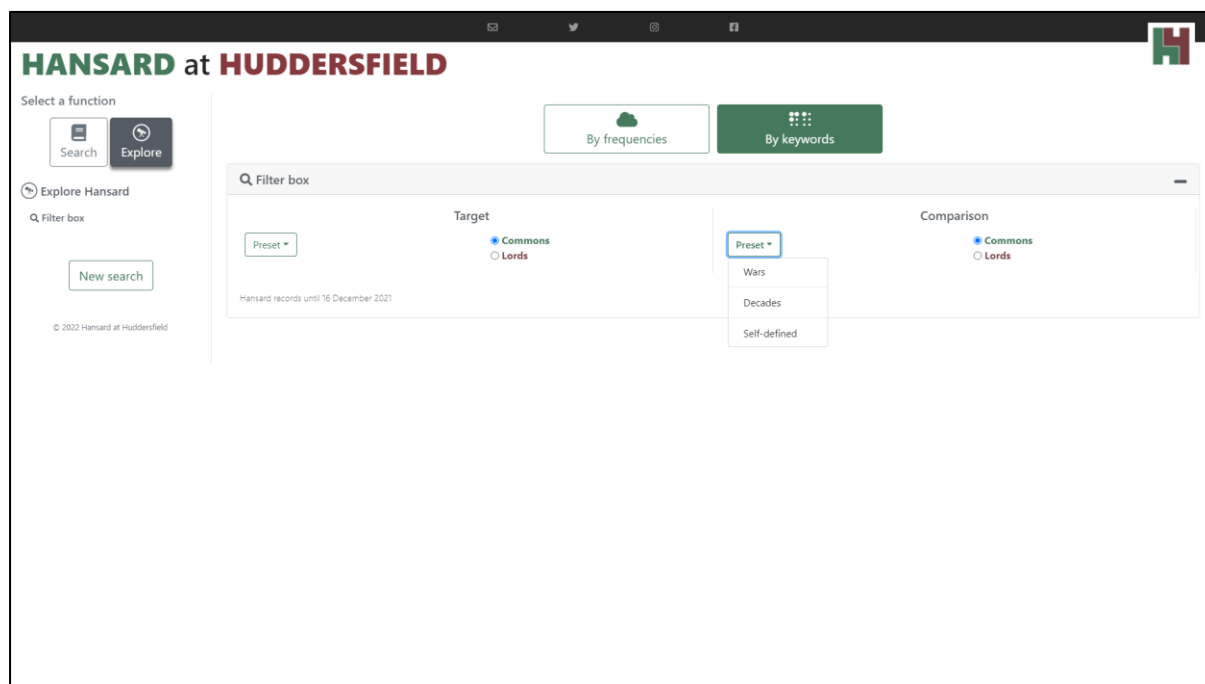 HANSARD at HUDDERSFIELD
Select a function
Search
Explore
Explore Hansard
Filter box
New search
© 2022 Hansard at Huddersfield
By frequencies
By keywords
Filter box
Target
Preset
Commons
Lords
Comparison
Preset
Wars
Decades
Self-defined
Commons
Lords
Hansard records until 16 December 2021